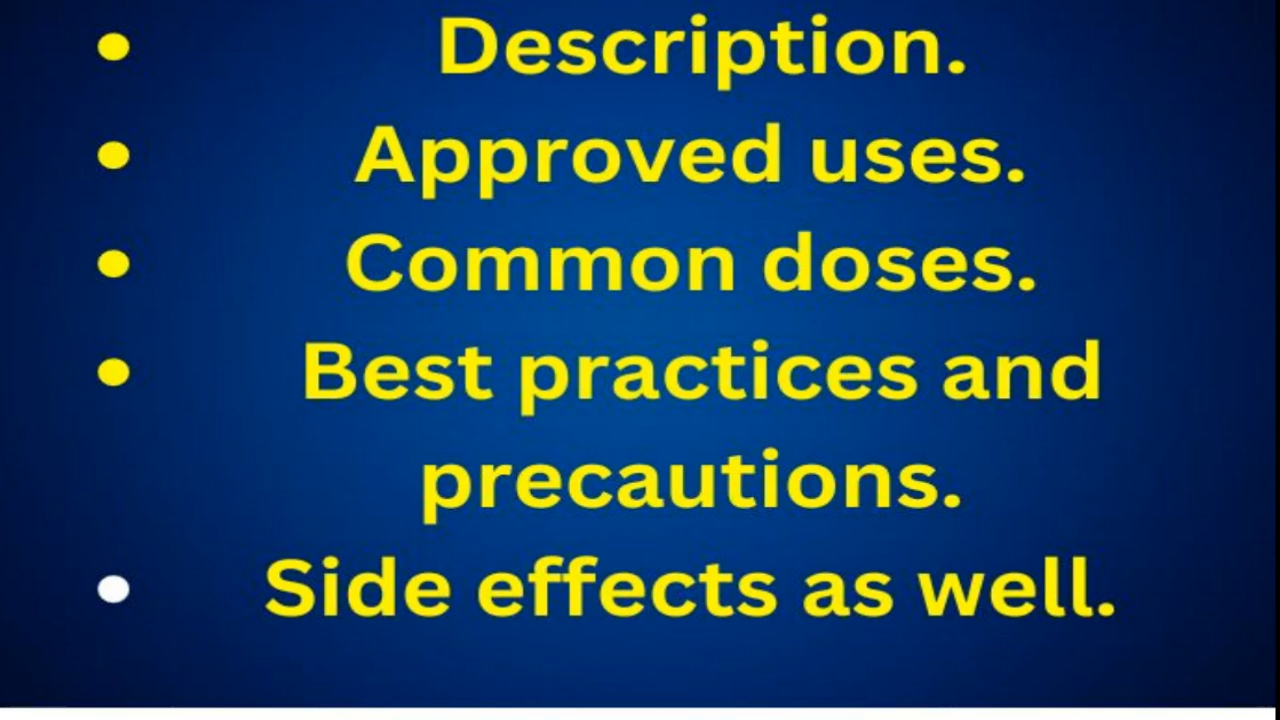 • Description.
• Approved uses.
• Common doses.
• Best practices and
precautions.
• Side effects as well.